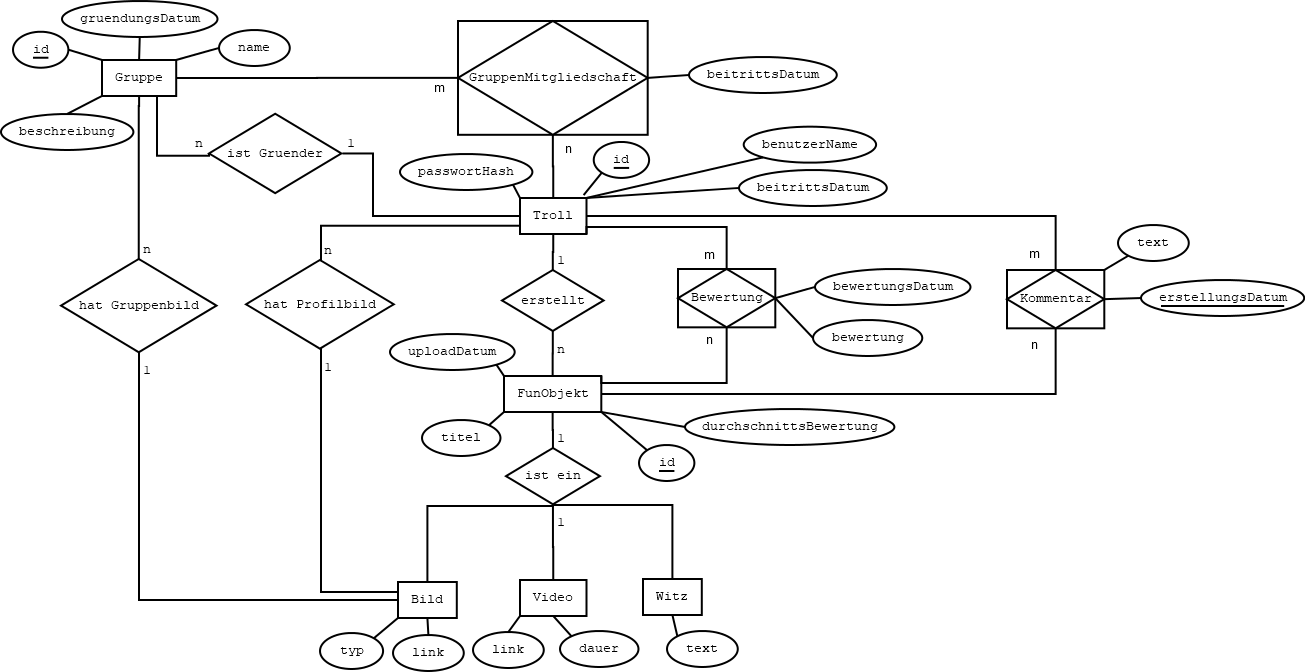 gruendungsDatum
id
name
Gruppe
GruppenMitgliedschaft
beitrittsDatum
m
beschreibung
n
ist Gruender
1
n
id
benutzerName
passwortHash
beitrittsDatum
Troll
n
n
1
m
m
text
hat Gruppenbild
hat Profilbild
erstellt
Bewertung
bewertungsDatum
Kommentar
erstellungsDatum
bewertung
n
n
n
uploadDatum
1
1
FunObjekt
titel
durchschnittsBewertung
1
id
ist ein
1
Bild
Video
Witz
typ
link
link
dauer
text